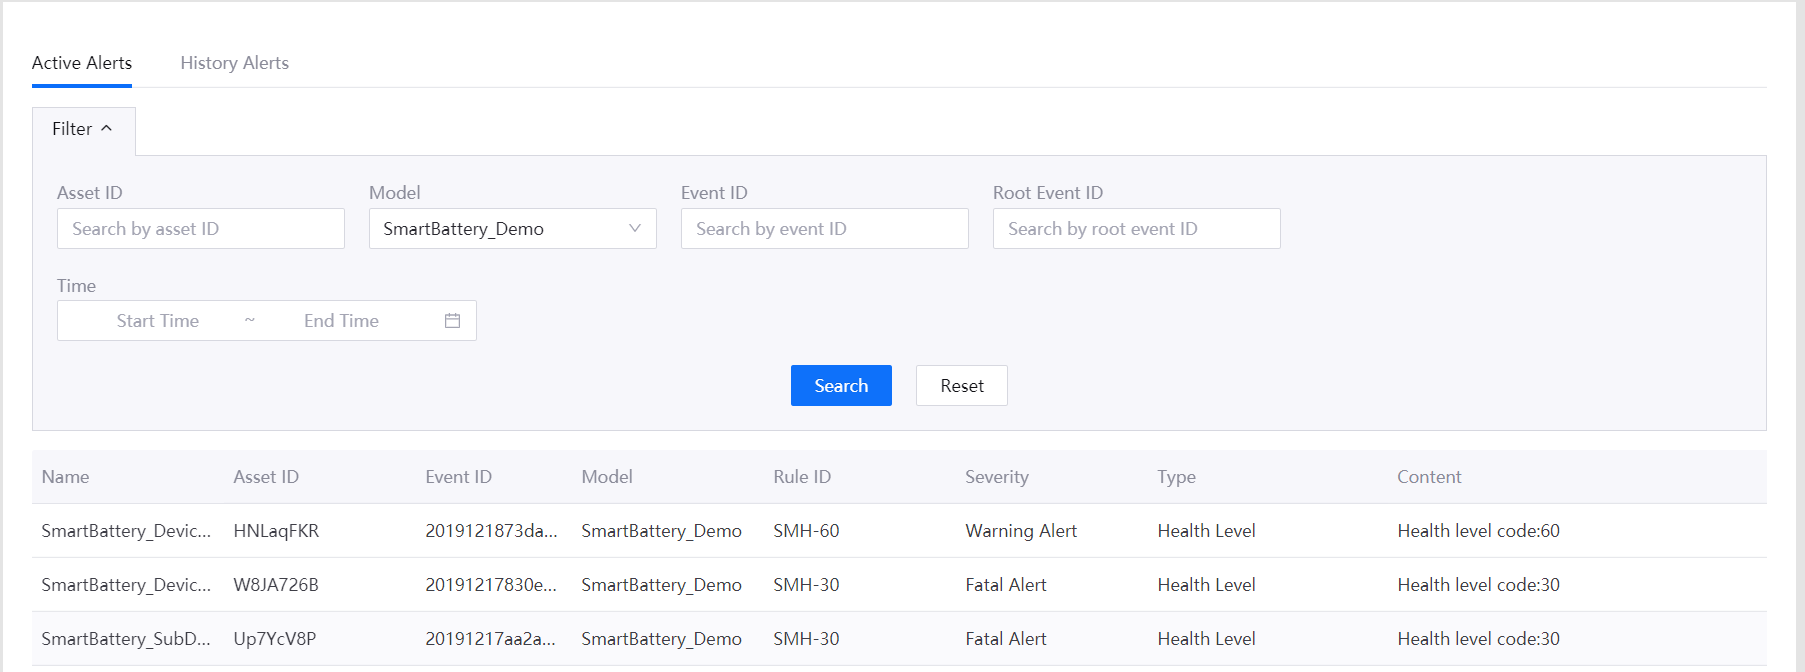 Active Alerts History Alerts
Filter
Asset ID Model Event ID Root Event ID
Search by asset ID SmartBattery_Demo Search by event ID Search by root event ID
Time
Start Time ~ End Time
Search Reset
Name Asset ID Event ID Model Rule ID Severity Type Content
SmartBattery_Devic... HNLaqFKR 2019121873da... SmartBattery_Demo SMH-60 Warning Alert Health Level Health level code:60
SmartBattery_Devic... W8JA726B 20191217830e... SmartBattery_Demo SMH-30 Fatal Alert Health Level Health level code:30
SmartBattery_SubD... Up7YcV8P 20191217aa2a... SmartBattery_Demo SMH-30 Fatal Alert Health Level Health level code:30